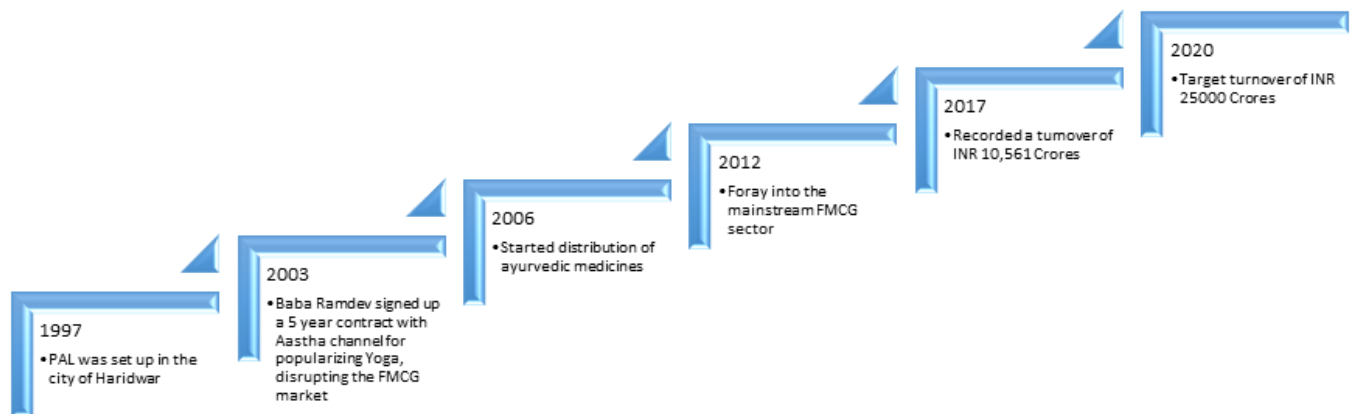 1997
•PAL was set up in the
city of Haridwar
2003
•Baba Ramdev signed up
a 5 year contract with
Aastha channel for
popularizing Yoga,
disrupting the FMCG
market
2006
•Started distribution of
ayurvedic medicines
2012
•Foray into the
mainstream FMCG
sector
2017
•Recorded a turnover of
INR 10,561 Crores
2020
•Target turnover of INR
25000 Crores